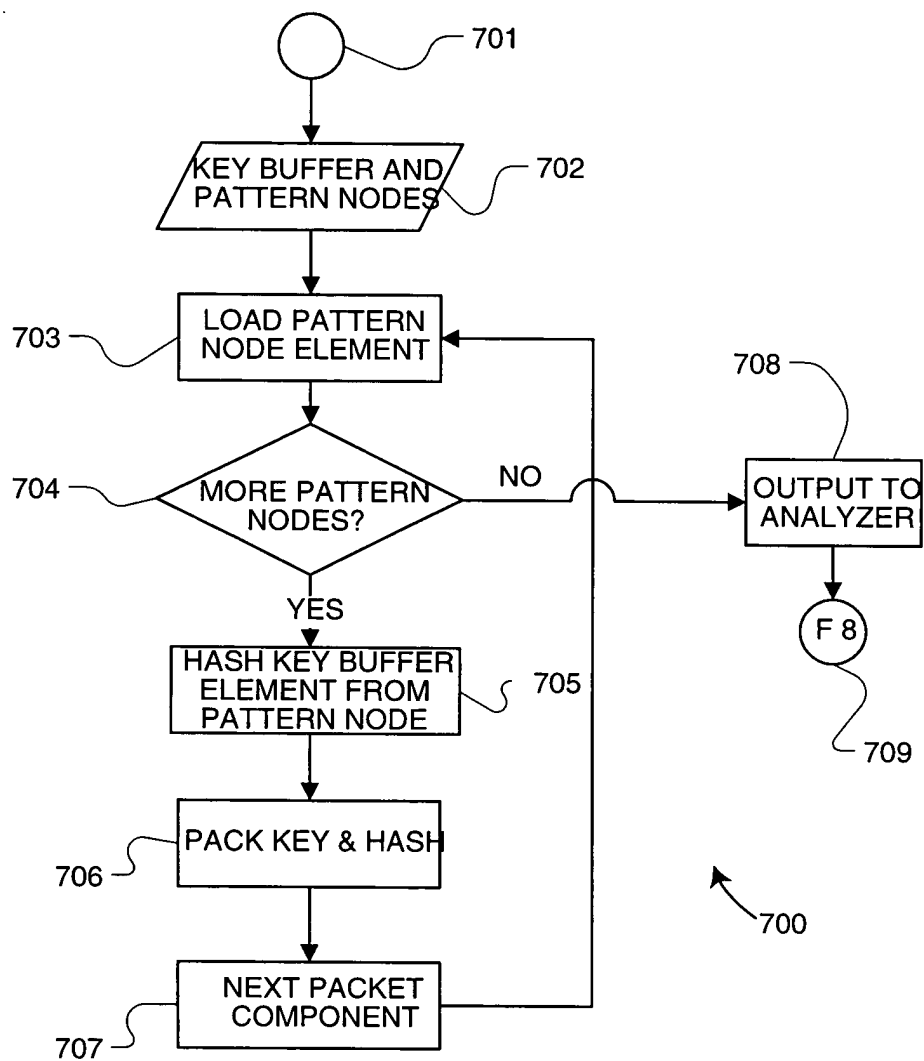 701
KEY BUFFER AND
PATTERN NODES
702
LOAD PATTERN
NODE ELEMENT
703
708
704
MORE PATTERN
NODES?
NO
OUTPUT TO
ANALYZER
YES
F 8
HASH KEY BUFFER
ELEMENT FROM
PATTERN NODE
705
709
PACK KEY & HASH
706
700
NEXT PACKET
COMPONENT
707